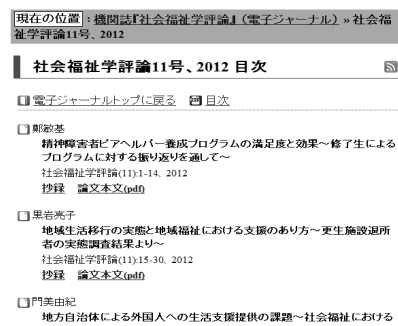 現在の位置：機関誌『社会福祉学評論』（電子ジャーナル） » 社会福
祉学評論11号、2012
社会福祉学評論11号、2012 目次
電子ジャーナルトップに戻る 目次
鄭敏基
精神障害者ピアヘルパー養成プログラムの満足度と効果～修了生による
プログラムに対する振り返りを通して～
社会福祉学評論(11):1-14、2012
抄録 論文本文(pdf)
黒岩亮子
地域生活移行の実態と地域福祉における支援のあり方～更生施設退所
者の実態調査結果より～
社会福祉学評論(11):15-30、2012
抄録 論文本文(pdf)
門美由紀
地方自治体による外国人への生活支援提供の課題～社会福祉における